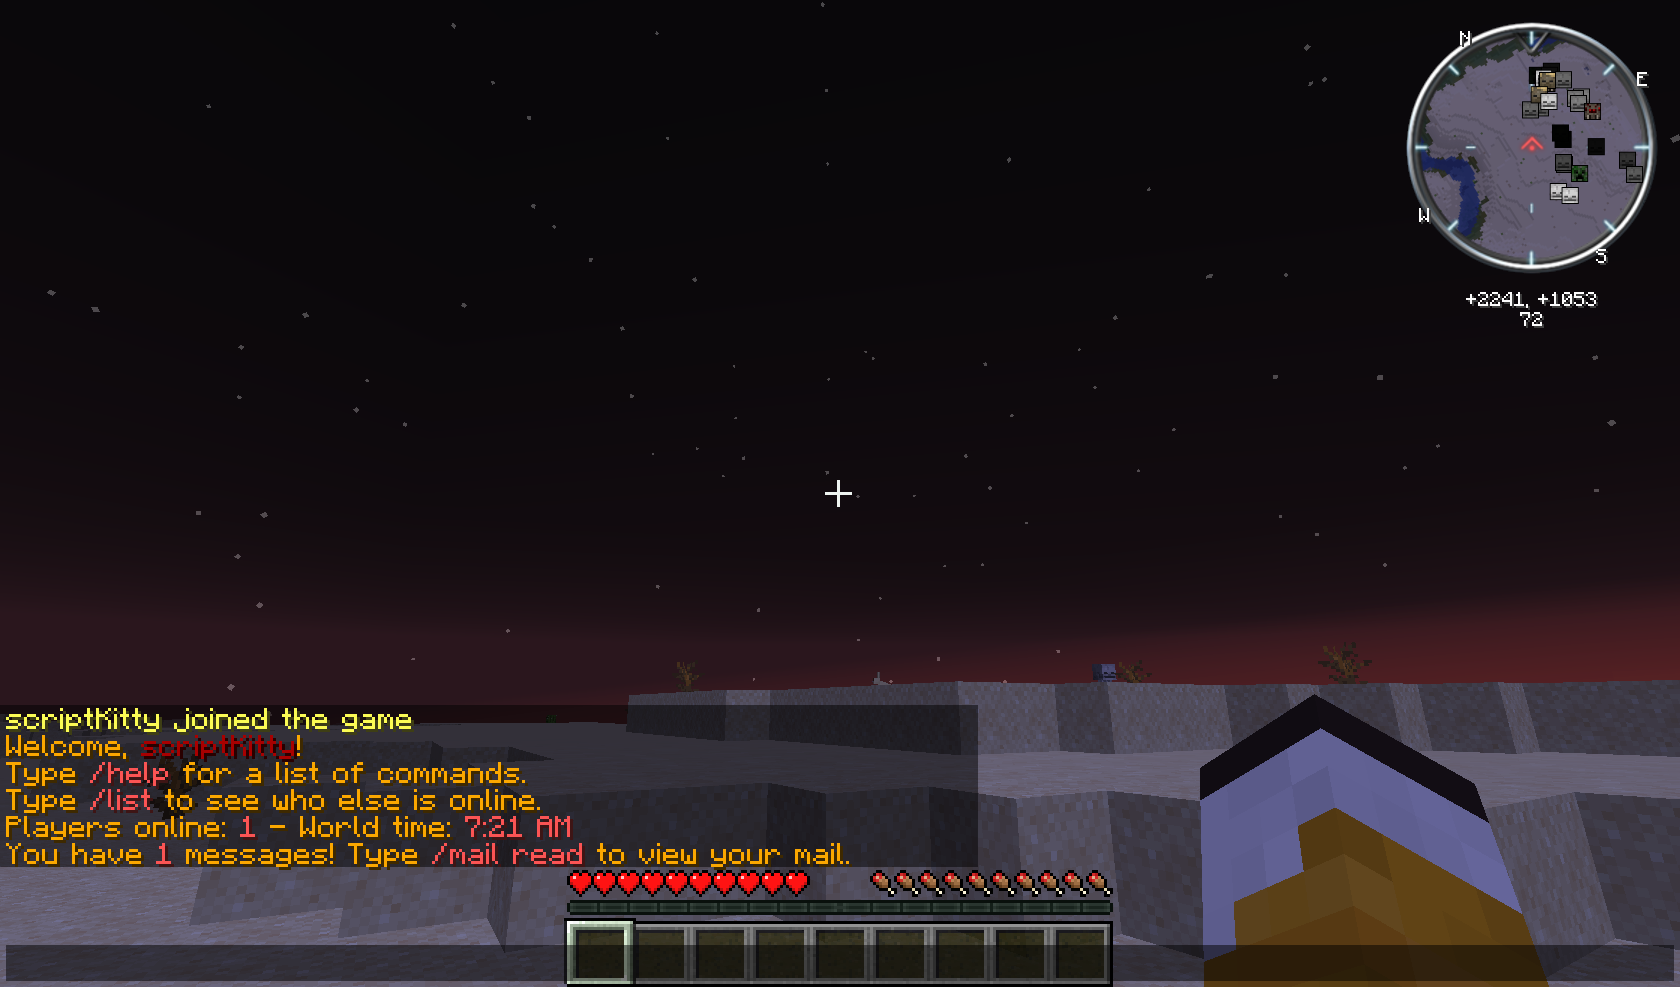 N
E
W
S
+2241, +1053
72
scriptKitty joined the game
Welcome, scriptKitty!
Type /help for a list of commands.
Type /list to see who else is online.
Players online: 1 - World time: 7:21 AM
You have 1 messages! Type /mail read to view your mail.